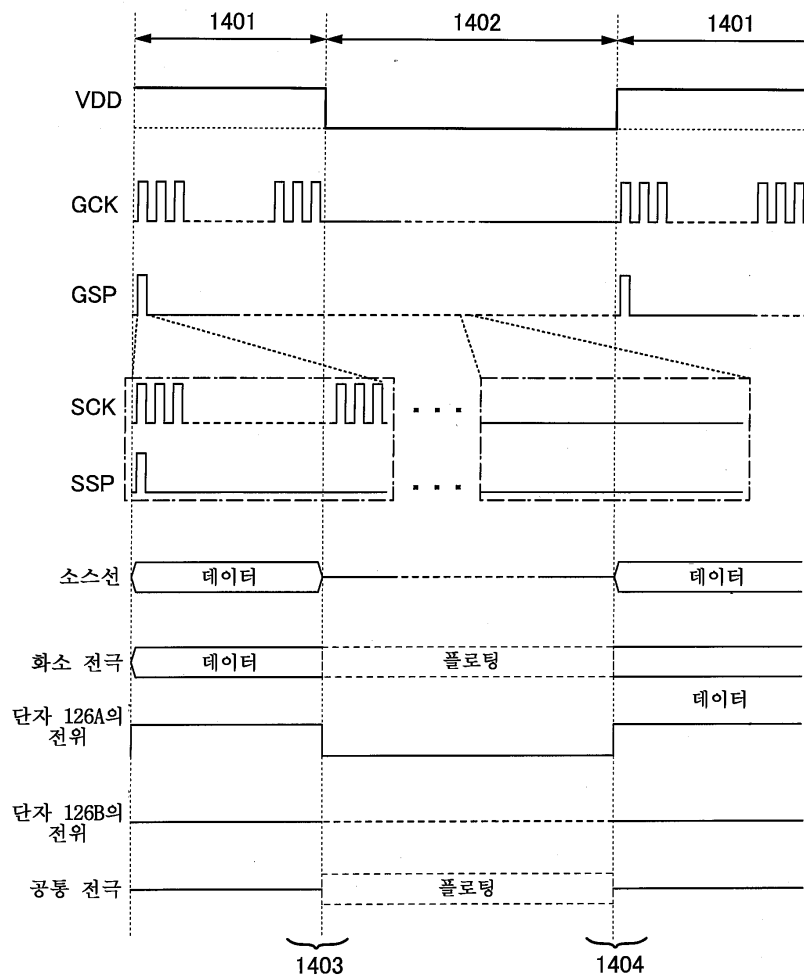 1401
1402
1401
VDD
GCK
GSP
SCK
SSP
소스선
데이터
데이터
화소 전극
데이터
플로팅
데이터
단자 126A의
전위
단자 126B의
전위
공통 전극
플로팅
1403
1404